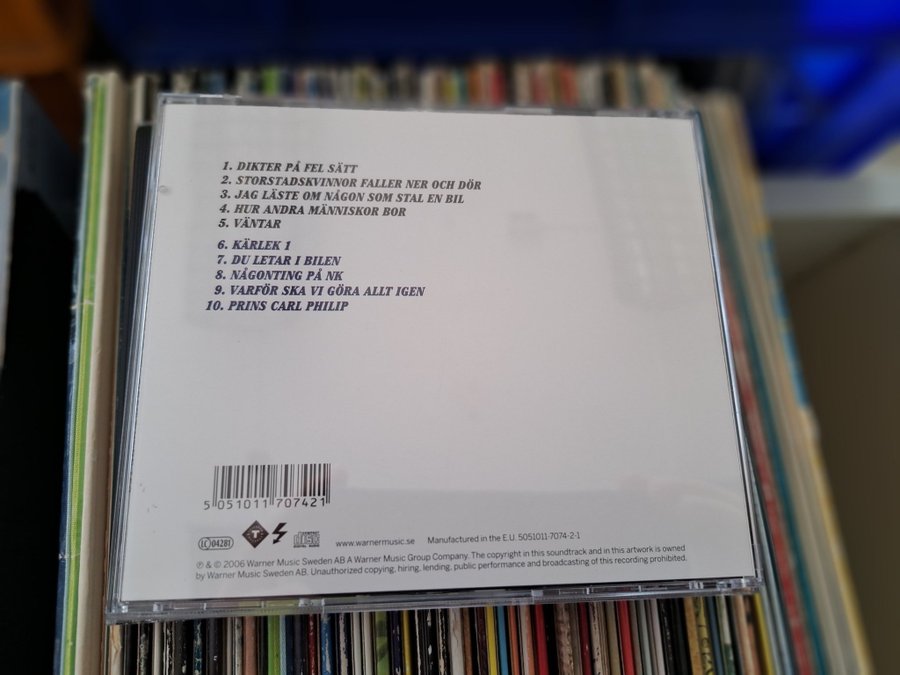 1. DIKTER PÅ FEL SÄTT
2. STORSTADSKVINNOR FALLER NER OCH DÖR
3. JAG LÄSTE OM NÅGON SOM STAL EN BIL
4. HUR ANDRA MÄNNISKOR BOR
5. VÄNTAR
6. KÄRLEK 1
7. DU LETAR I BILEN
8. NÅGONTING PÅ NK
9. VARFÖR SKA VI GÖRA ALLT IGEN
10. PRINS CARL PHILIP
5 051011 707421
LC 04281 T COMPACT disc DIGITAL AUDIO www.warnermusic.se Manufactured in the E.U. 5051011-7074-2-1
℗ & © 2006 Warner Music Sweden AB A Warner Music Group Company. The copyright in this soundtrack and in this artwork is owned
by Warner Music Sweden AB. Unauthorized copying, hiring, lending, public performance and broadcasting of this recording prohibited.